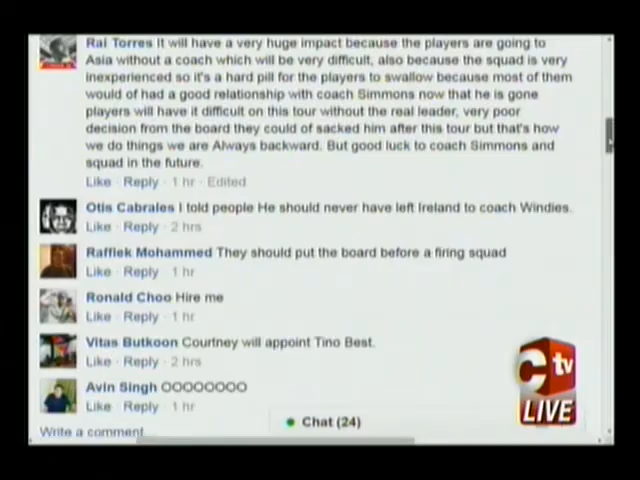 Rai Torres It will have a very huge impact because the players are going to
Asia without a coach which will be very difficult, also because the squad is very
inexperienced so it's a hard pill for the players to swallow because most of them
would of had a good relationship with coach Simmons now that he is gone
players will have it difficult on this tour without the real leader, very poor
decision from the board they could of sacked him after this tour but that's how
we do things we are Always backward. But good luck to coach Simmons and
squad in the future.
Like · Reply · 1 hr · Edited
Otis Cabrales I told people He should never have left Ireland to coach Windies.
Like · Reply · 2 hrs
Raffiek Mohammed They should put the board before a firing squad
Like · Reply · 1 hr
Ronald Choo Hire me
Like · Reply · 1 hr
Vitas Butkoon Courtney will appoint Tino Best.
Like · Reply · 2 hrs
Avin Singh OOOOOOOO
Like · Reply · 1 hr
Write a comment...
Chat (24)
C tv
LIVE